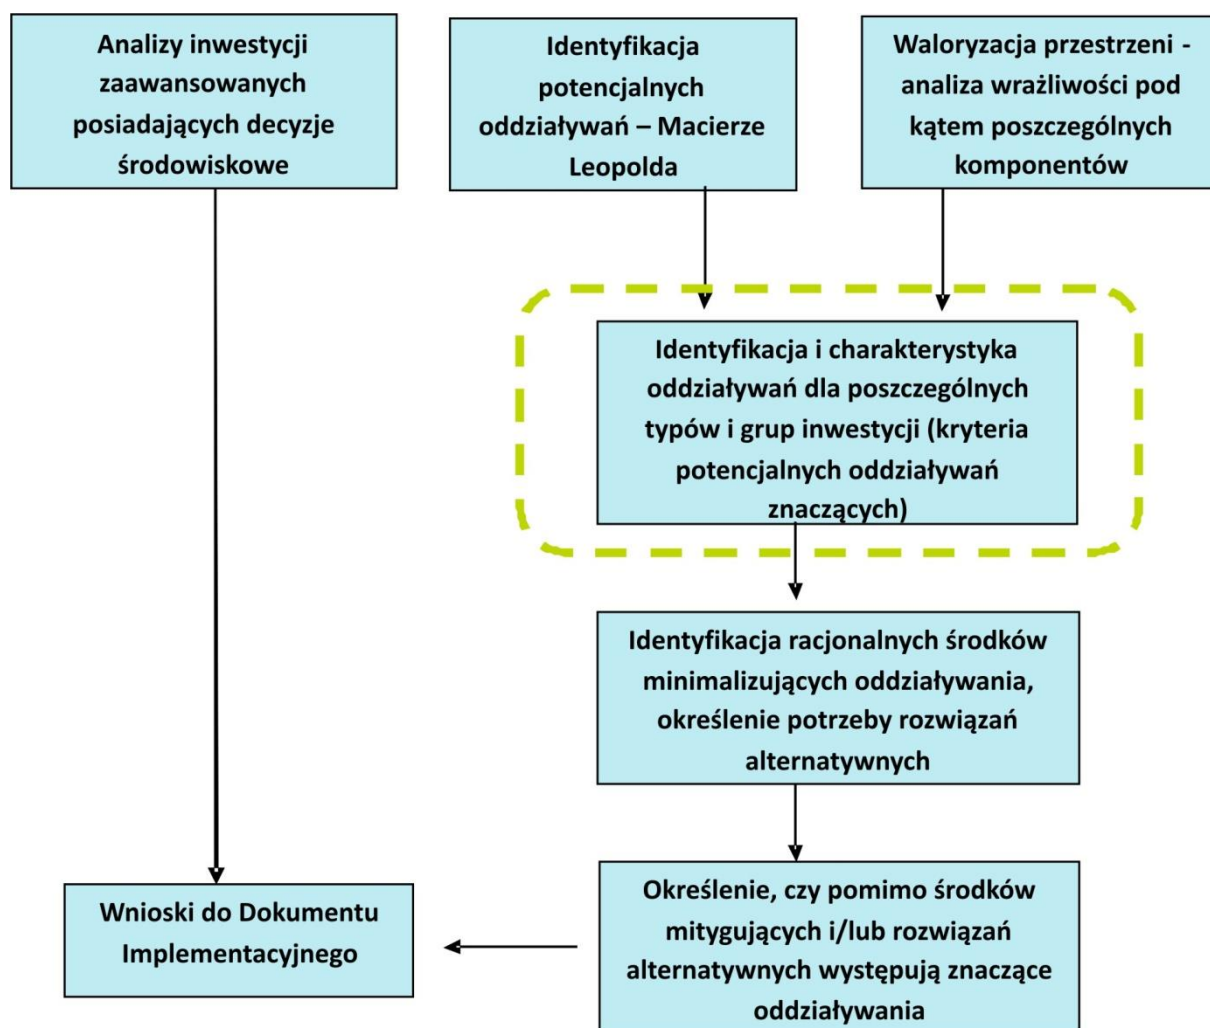 Analizy inwestycji
zaawansowanych
posiadających decyzje
środowiskowe
Identyfikacja
potencjalnych
oddziaływań – Macierze
Leopolda
Waloryzacja przestrzeni -
analiza wrażliwości pod
kątem poszczególnych
komponentów
Identyfikacja i charakterystyka
oddziaływań dla poszczególnych
typów i grup inwestycji (kryteria
potencjalnych oddziaływań
znaczących)
Identyfikacja racjonalnych środków
minimalizujących oddziaływania,
określenie potrzeby rozwiązań
alternatywnych
Wnioski do Dokumentu
Implementacyjnego
Określenie, czy pomimo środków
mitygujących i/lub rozwiązań
alternatywnych występują znaczące
oddziaływania